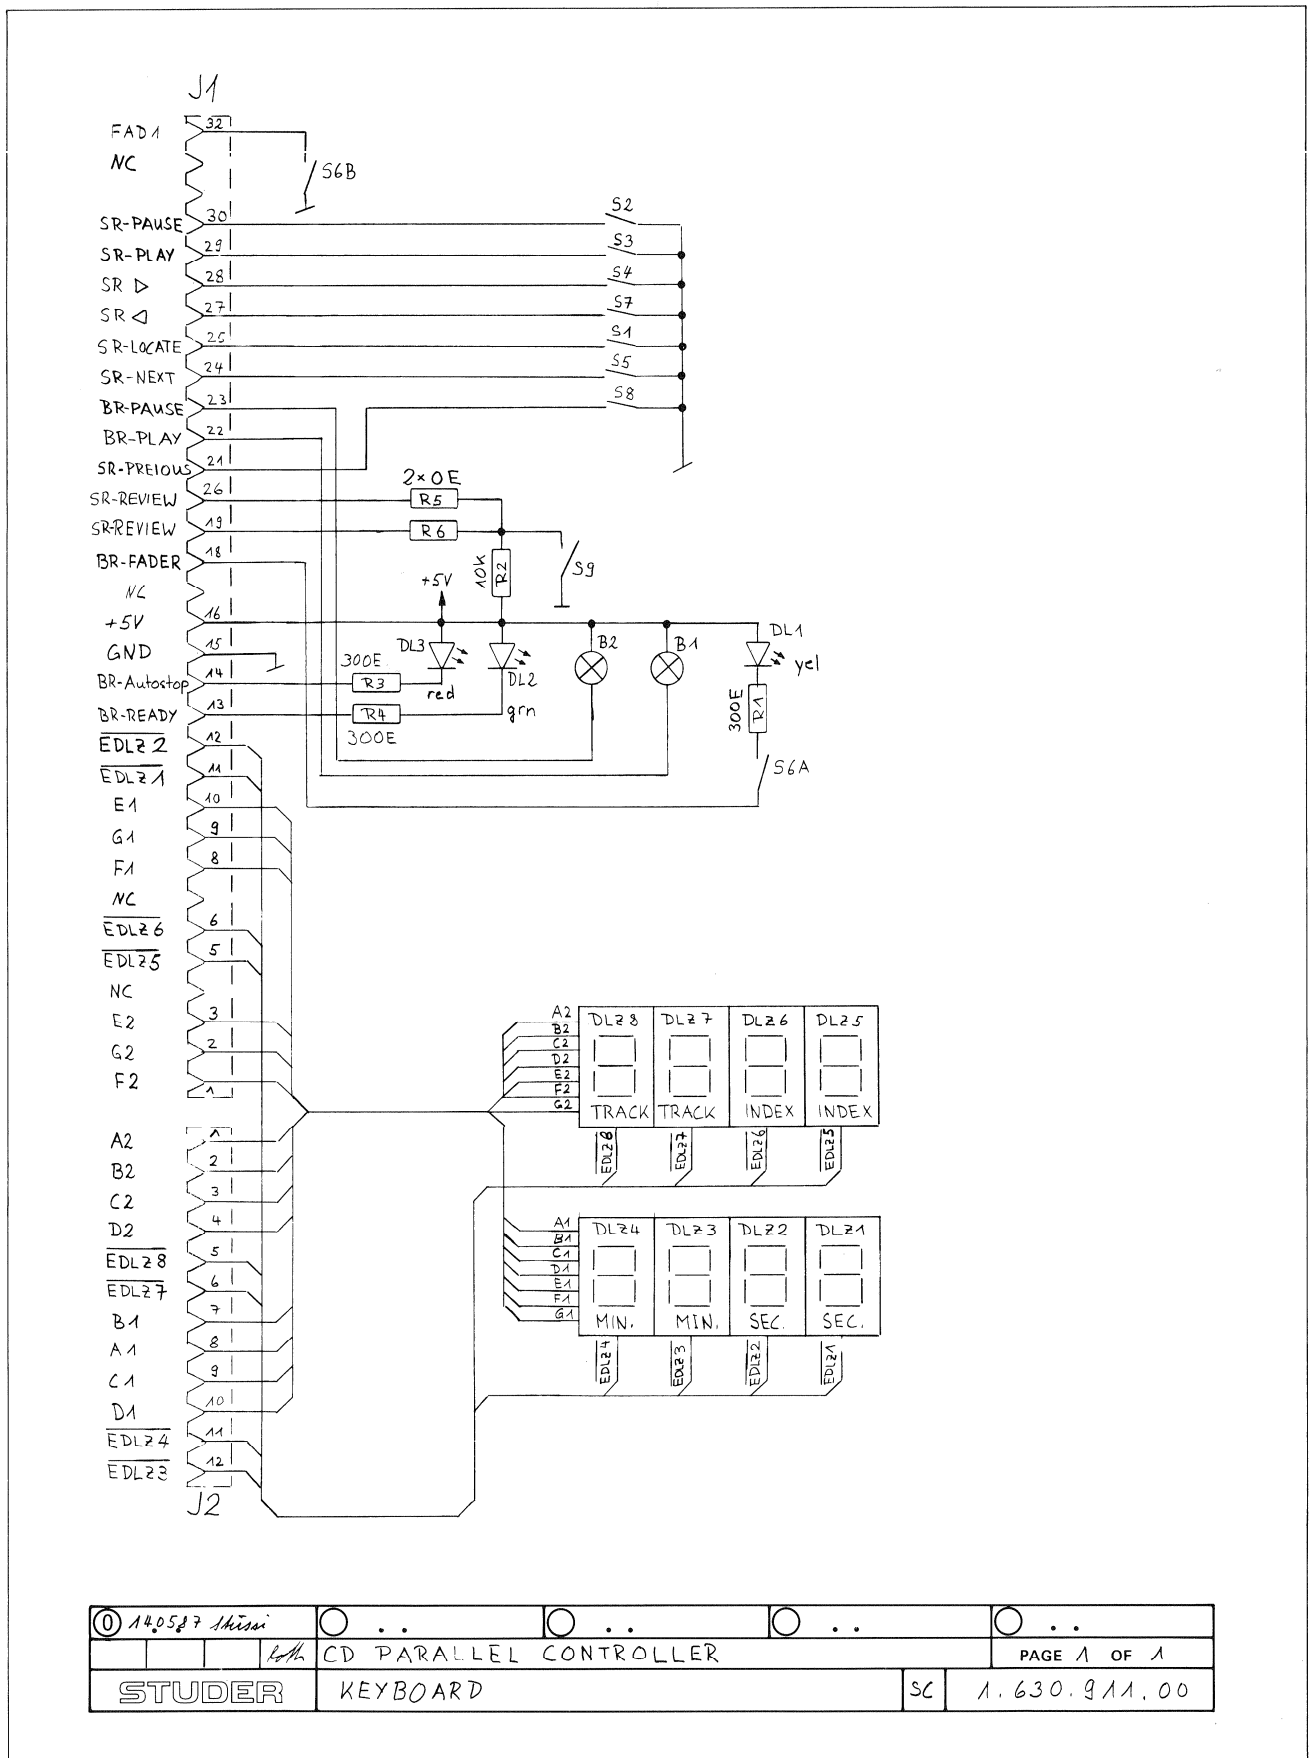 J1
FAD1 32
NC
S6B
SR-PAUSE 30 S2
SR-PLAY 29 S3
SR ▷ 28 S4
SR ◁ 27 S7
SR-LOCATE 25 S1
SR-NEXT 24 S5
BR-PAUSE 23 S8
BR-PLAY 22
SR-PREIOUS 21
2×0E
SR-REVIEW 26 R5
SR-REVIEW 19 R6
BR-FADER 18 10K R2 S9
NC
+5V
+5V 16
GND 15 DL3 B2 B1 DL1
yel
BR-Autostop 14 300E R3 red DL2
BR-READY 13 R4 grn 300E R1
300E
EDLZ2 12
EDLZ1 11 S6A
E1 10
G1 9
F1 8
NC
EDLZ6 6
EDLZ5 5
NC
E2 3
G2 2
F2 1
A2
B2
C2
D2
E2
F2
G2
DLZ8 DLZ7 DLZ6 DLZ5
TRACK TRACK INDEX INDEX
EDLZ8 EDLZ7 EDLZ6 EDLZ5
A2 1
B2 2
C2 3
D2 4
EDLZ8 5
EDLZ7 6
B1 7
A1 8
C1 9
D1 10
EDLZ4 11
EDLZ3 12
J2
A1
B1
C1
D1
E1
F1
G1
DLZ4 DLZ3 DLZ2 DLZ1
MIN. MIN. SEC. SEC.
EDLZ4 EDLZ3 EDLZ2 EDLZ1
0 14.05.87
CD PARALLEL CONTROLLER PAGE 1 OF 1
STUDER KEYBOARD SC 1.630.911.00